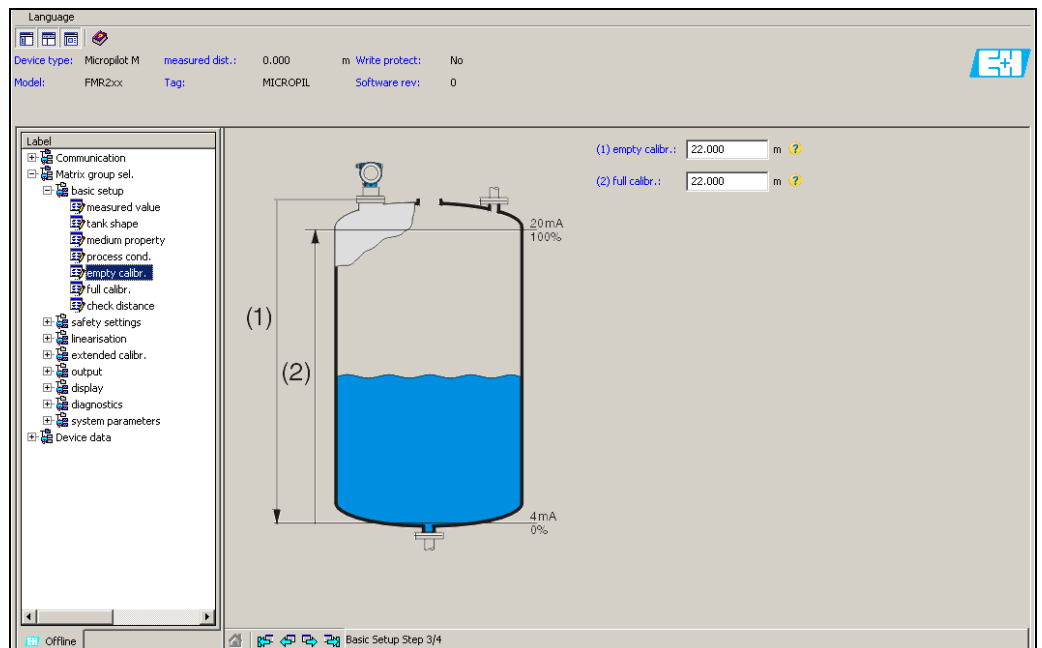 Language
Device type: Micropilot M measured dist.: 0.000 m Write protect: No
Model: FMR2xx Tag: MICROPIL Software rev: 0
E+H
Label
Communication
Matrix group sel.
basic setup
measured value
tank shape
medium property
process cond.
empty calibr.
full calibr.
check distance
safety settings
linearisation
extended calibr.
output
display
diagnostics
system parameters
Device data
(1) empty calibr.: 22.000 m ?
(2) full calibr.: 22.000 m ?
20mA
100%
(1)
(2)
4mA
0%
Offline
Basic Setup Step 3/4